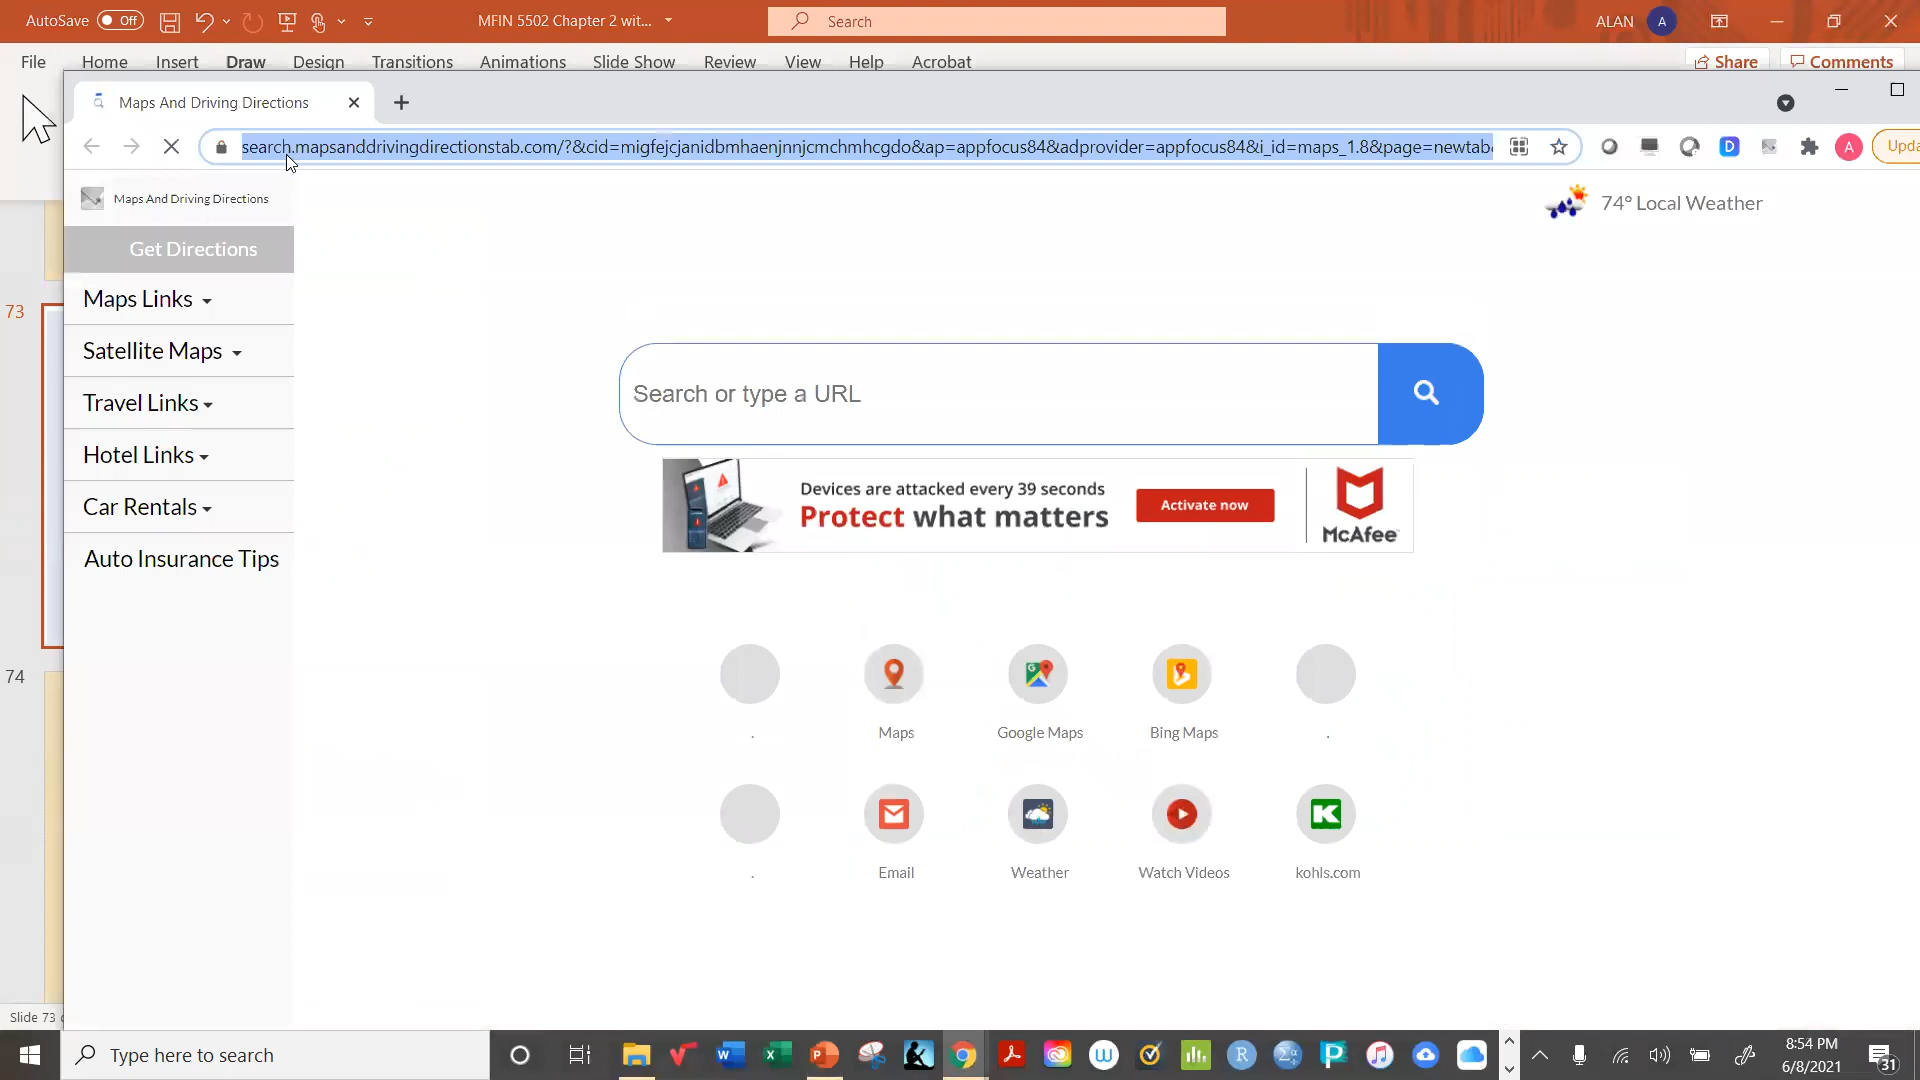 AutoSave Off
MFIN 5502 Chapter 2 wit...
Search
ALAN A
File Home Insert Draw Design Transitions Animations Slide Show Review View Help Acrobat
Share Comments
Maps And Driving Directions
search.mapsanddrivingdirectionstab.com/?&cid=migfejcjanidbmhaenjnnjcmchmhcgdo&ap=appfocus84&adprovider=appfocus84&i_id=maps_1.8&page=newtab
D
A
Upda
Maps And Driving Directions
74° Local Weather
Get Directions
Maps Links
Satellite Maps
Travel Links
Hotel Links
Car Rentals
Auto Insurance Tips
73
74
Search or type a URL
Devices are attacked every 39 seconds
Protect what matters
Activate now
McAfee
. Maps Google Maps Bing Maps .
. Email Weather Watch Videos kohls.com
Slide 73
Type here to search
8:54 PM
6/8/2021
31